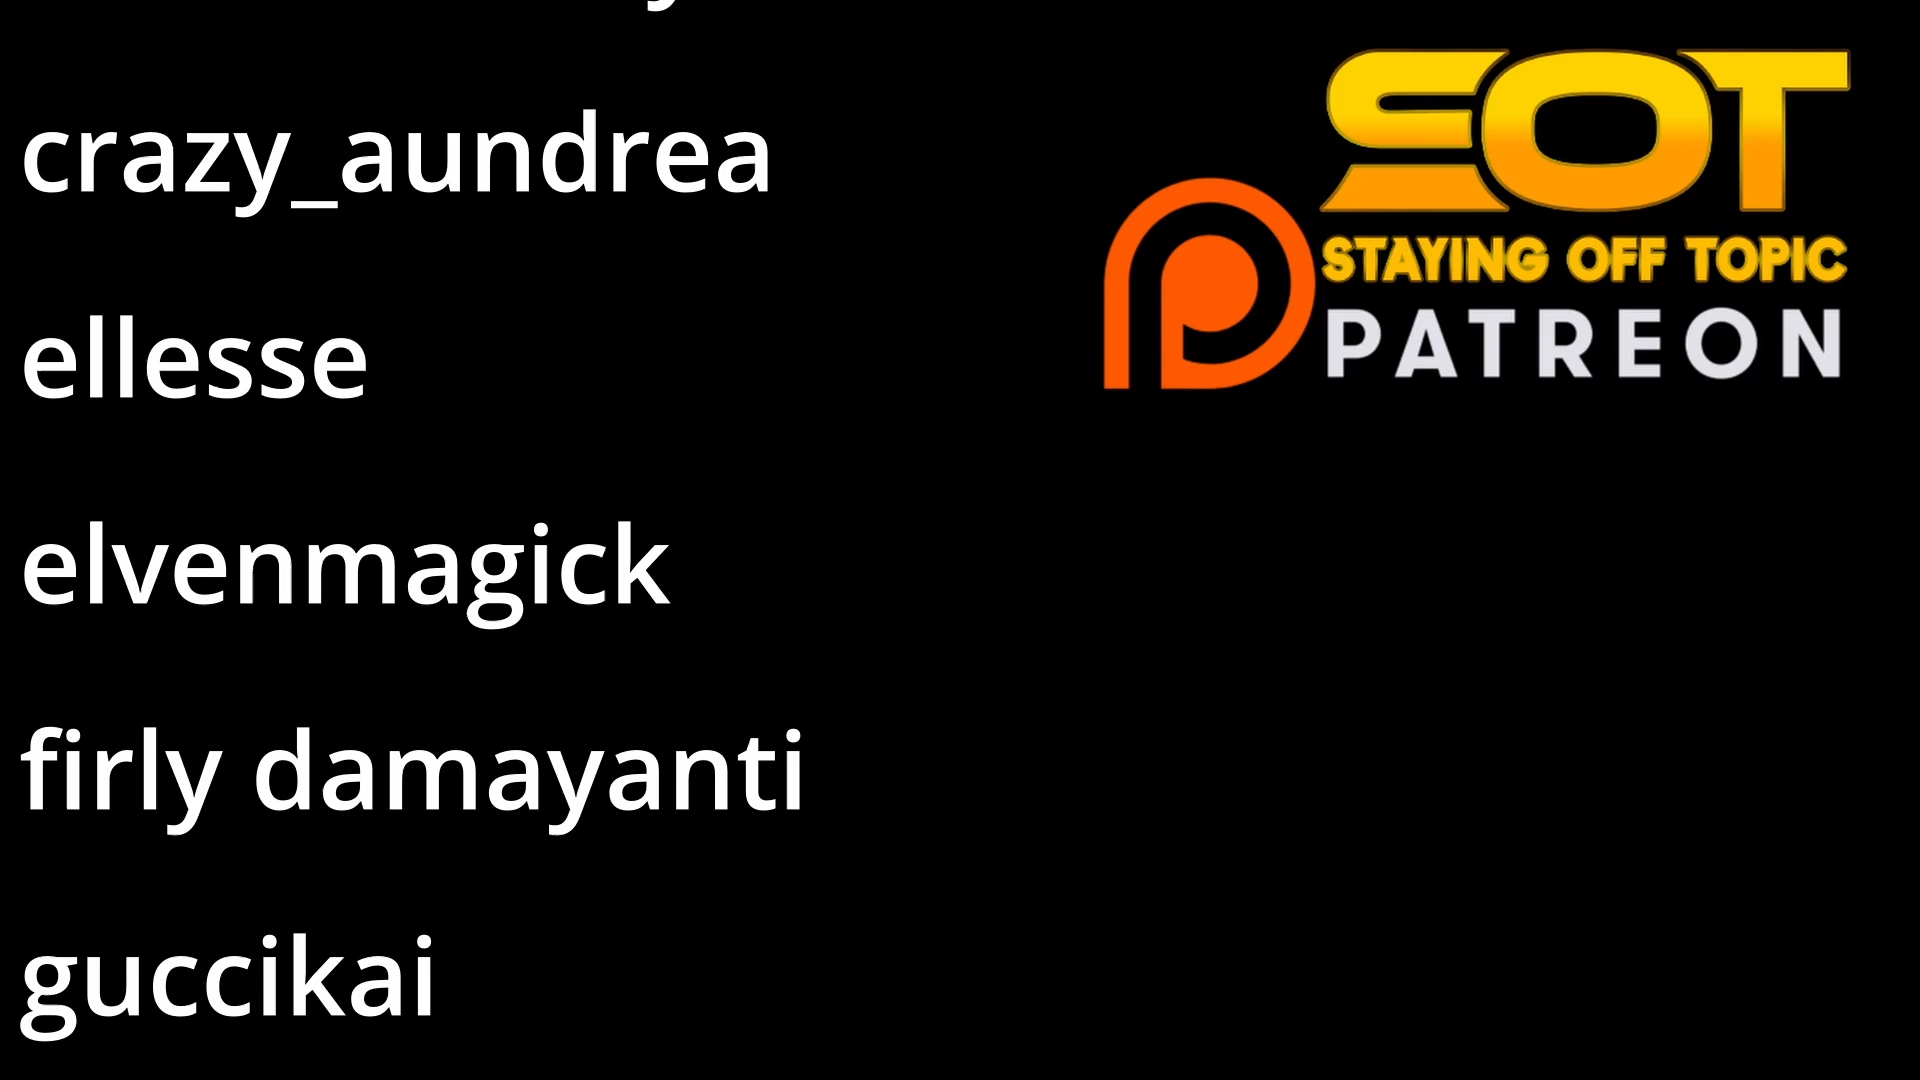 crazy_aundrea
ellesse
elvenmagick
firly damayanti
guccikai
SOT
STAYING OFF TOPIC
PATREON